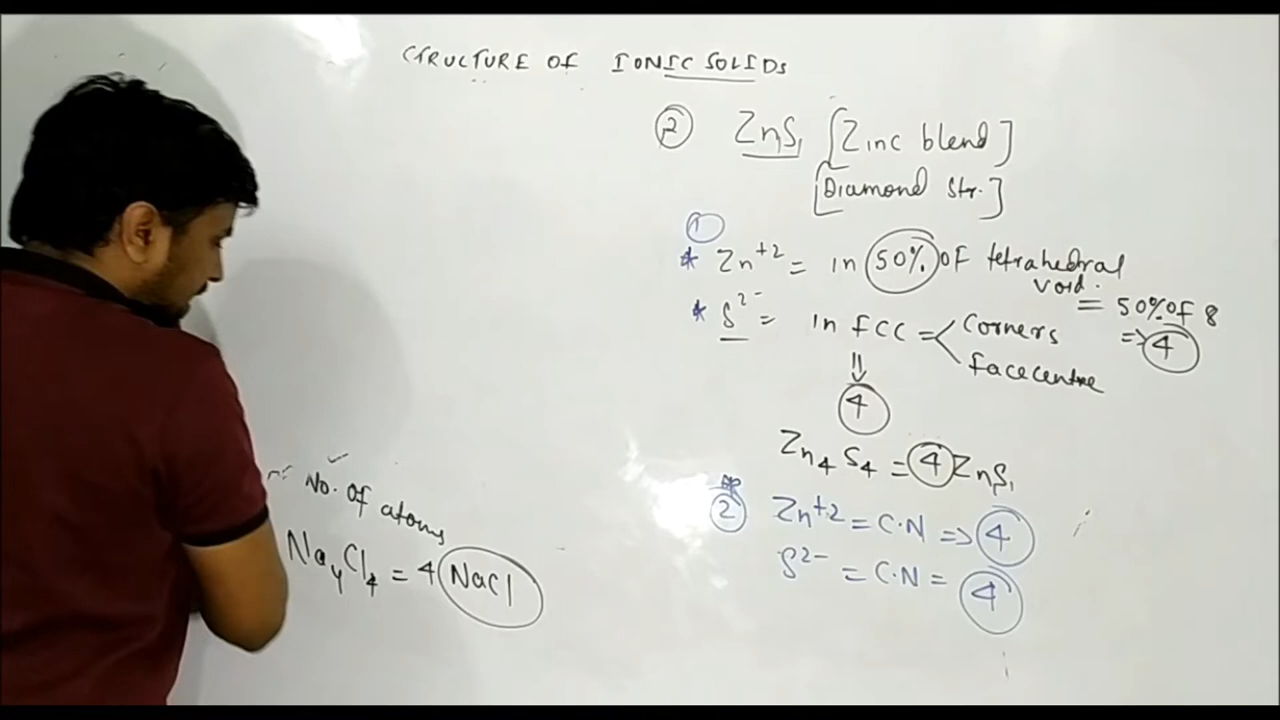 STRUCTURE OF IONIC SOLIDS
② ZnS, [Zinc blend]
[Diamond Str.]
①
* Zn⁺² = in 50% OF tetrahedral void. = 50% of 8 => 4
* S²⁻ = in FCC = Corners
facecentre
⇓
4
Zn₄ S₄ = 4 ZnS,
② Zn⁺² = C.N => 4
S²⁻ = C.N = 4
No. of atoms
Na₄Cl₄ = 4 NaCl